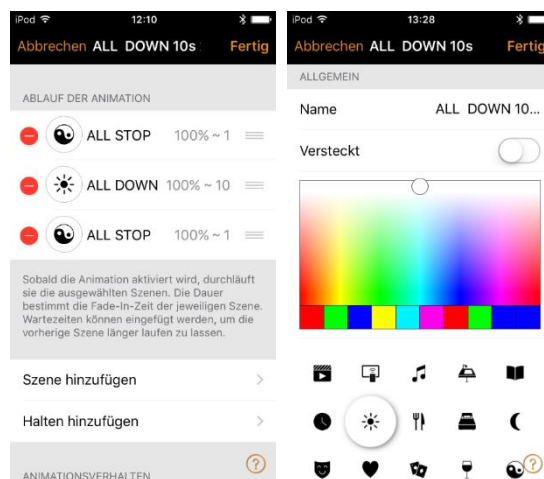 iPod 12:10
Abbrechen ALL DOWN 10s Fertig
ABLAUF DER ANIMATION
ALL STOP 100% ~ 1
ALL DOWN 100% ~ 10
ALL STOP 100% ~ 1
Sobald die Animation aktiviert wird, durchläuft
sie die ausgewählten Szenen. Die Dauer
bestimmt die Fade-In-Zeit der jeweiligen Szene.
Wartezeiten können eingefügt werden, um die
vorherige Szene länger laufen zu lassen.
Szene hinzufügen
Halten hinzufügen
?
ANIMATIONSVERHALTEN
iPod 13:28
Abbrechen ALL DOWN 10s Fertig
ALLGEMEIN
Name ALL DOWN 10...
Versteckt
?